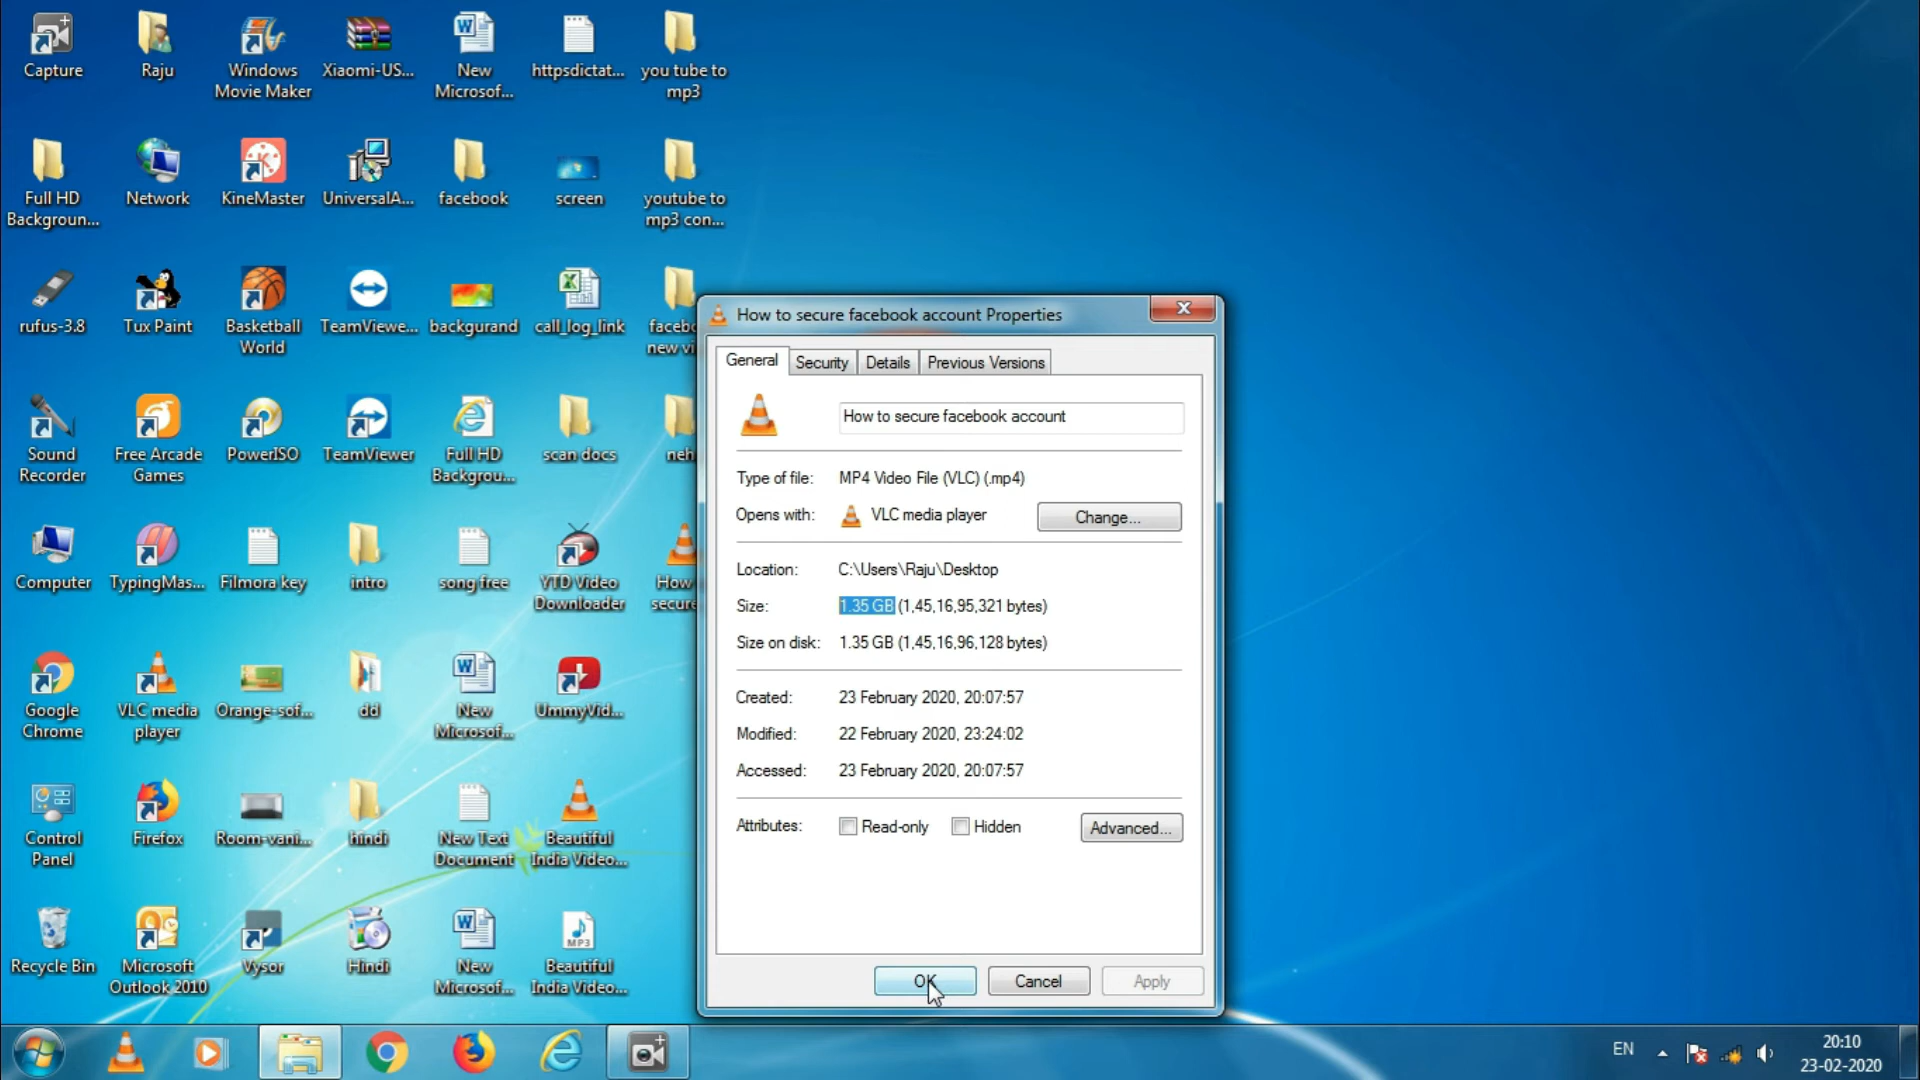 Capture
Raju
Windows
Movie Maker
Xiaomi-US...
New
Microsof...
httpsdictat...
you tube to
mp3
Full HD
Backgroun...
Network
KineMaster
UniversalA...
facebook
screen
youtube to
mp3 con...
rufus-3.8
Tux Paint
Basketball
World
TeamViewe...
backgurand
call_log_link
facebo
new vi
Sound
Recorder
Free Arcade
Games
PowerISO
TeamViewer
Full HD
Backgrou...
scan docs
neh
Computer
TypingMas...
Filmora key
intro
song free
YTD Video
Downloader
How
secure
Google
Chrome
VLC media
player
Orange-sof...
dd
New
Microsof...
UmmyVid...
Control
Panel
Firefox
Room-vani...
hindi
New Text
Document
Beautiful
India Video...
Recycle Bin
Microsoft
Outlook 2010
Vysor
Hindi
New
Microsof...
MP3
Beautiful
India Video...
How to secure facebook account Properties
General
Security
Details
Previous Versions
How to secure facebook account
Type of file: MP4 Video File (VLC) (.mp4)
Opens with: VLC media player
Change...
Location: C:\Users\Raju\Desktop
Size: 1.35 GB (1,45,16,95,321 bytes)
Size on disk: 1.35 GB (1,45,16,96,128 bytes)
Created: 23 February 2020, 20:07:57
Modified: 22 February 2020, 23:24:02
Accessed: 23 February 2020, 20:07:57
Attributes: Read-only Hidden
Advanced...
OK
Cancel
Apply
EN
20:10
23-02-2020